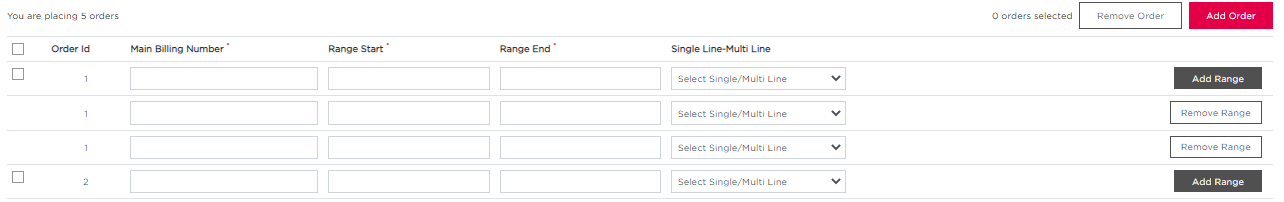 You are placing 5 orders 0 orders selected Remove Order Add Order
Order Id Main Billing Number * Range Start * Range End * Single Line-Multi Line
1 Select Single/Multi Line Add Range
1 Select Single/Multi Line Remove Range
1 Select Single/Multi Line Remove Range
2 Select Single/Multi Line Add Range